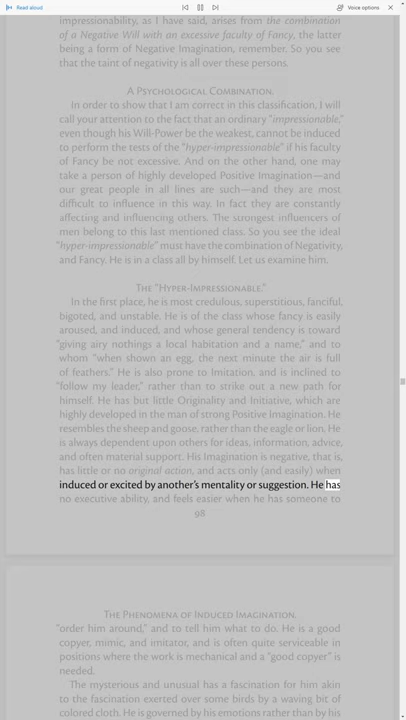 Read aloud
Voice options
impressionability, as I have said, arises from the combination
of a Negative Will with an excessive faculty of Fancy, the latter
being a form of Negative Imagination, remember. So you see
that the taint of negativity is all over these persons.
A Psychological Combination.
In order to show that I am correct in this classification, I will
call your attention to the fact that an ordinary “impressionable,”
even though his Will-Power be the weakest, cannot be induced
to perform the tests of the “hyper-impressionable” if his faculty
of Fancy be not excessive. And on the other hand, one may
take a person of highly developed Positive Imagination—and
our great people in all lines are such—and they are most
difficult to influence in this way. In fact they are constantly
affecting and influencing others. The strongest influencers of
men belong to this last mentioned class. So you see the ideal
“hyper-impressionable” must have the combination of Negativity,
and Fancy. He is in a class all by himself. Let us examine him.
The “Hyper-Impressionable.”
In the first place, he is most credulous, superstitious, fanciful,
bigoted, and unstable. He is of the class whose fancy is easily
aroused, and induced, and whose general tendency is toward
“giving airy nothings a local habitation and a name,” and to
whom “when shown an egg, the next minute the air is full
of feathers.” He is also prone to Imitation, and is inclined to
“follow my leader,” rather than to strike out a new path for
himself. He has but little Originality and Initiative, which are
highly developed in the man of strong Positive Imagination. He
resembles the sheep and goose, rather than the eagle or lion. He
is always dependent upon others for ideas, information, advice,
and often material support. His Imagination is negative, that is,
has little or no original action, and acts only (and easily) when
induced or excited by another’s mentality or suggestion. He has
no executive ability, and feels easier when he has someone to
98
The Phenomena of Induced Imagination.
“order him around,” and to tell him what to do. He is a good
copyer, mimic, and imitator, and is often quite serviceable in
positions where the work is mechanical and a “good copyer” is
needed.
The mysterious and unusual has a fascination for him akin
to the fascination exerted over some birds by a waving bit of
colored cloth. He is governed by his emotions rather than by his